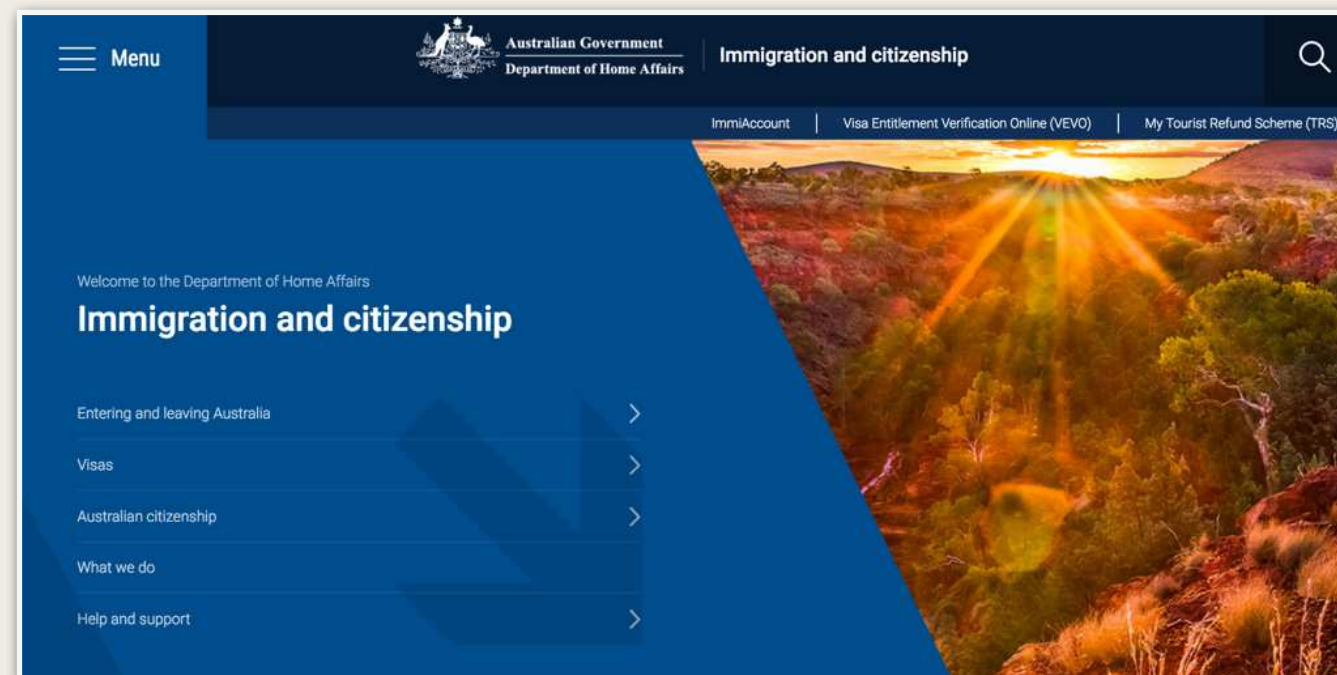 Menu
Australian Government
Department of Home Affairs
Immigration and citizenship
ImmiAccount
Visa Entitlement Verification Online (VEVO)
My Tourist Refund Scheme (TRS)
Welcome to the Department of Home Affairs
Immigration and citizenship
Entering and leaving Australia
Visas
Australian citizenship
What we do
Help and support